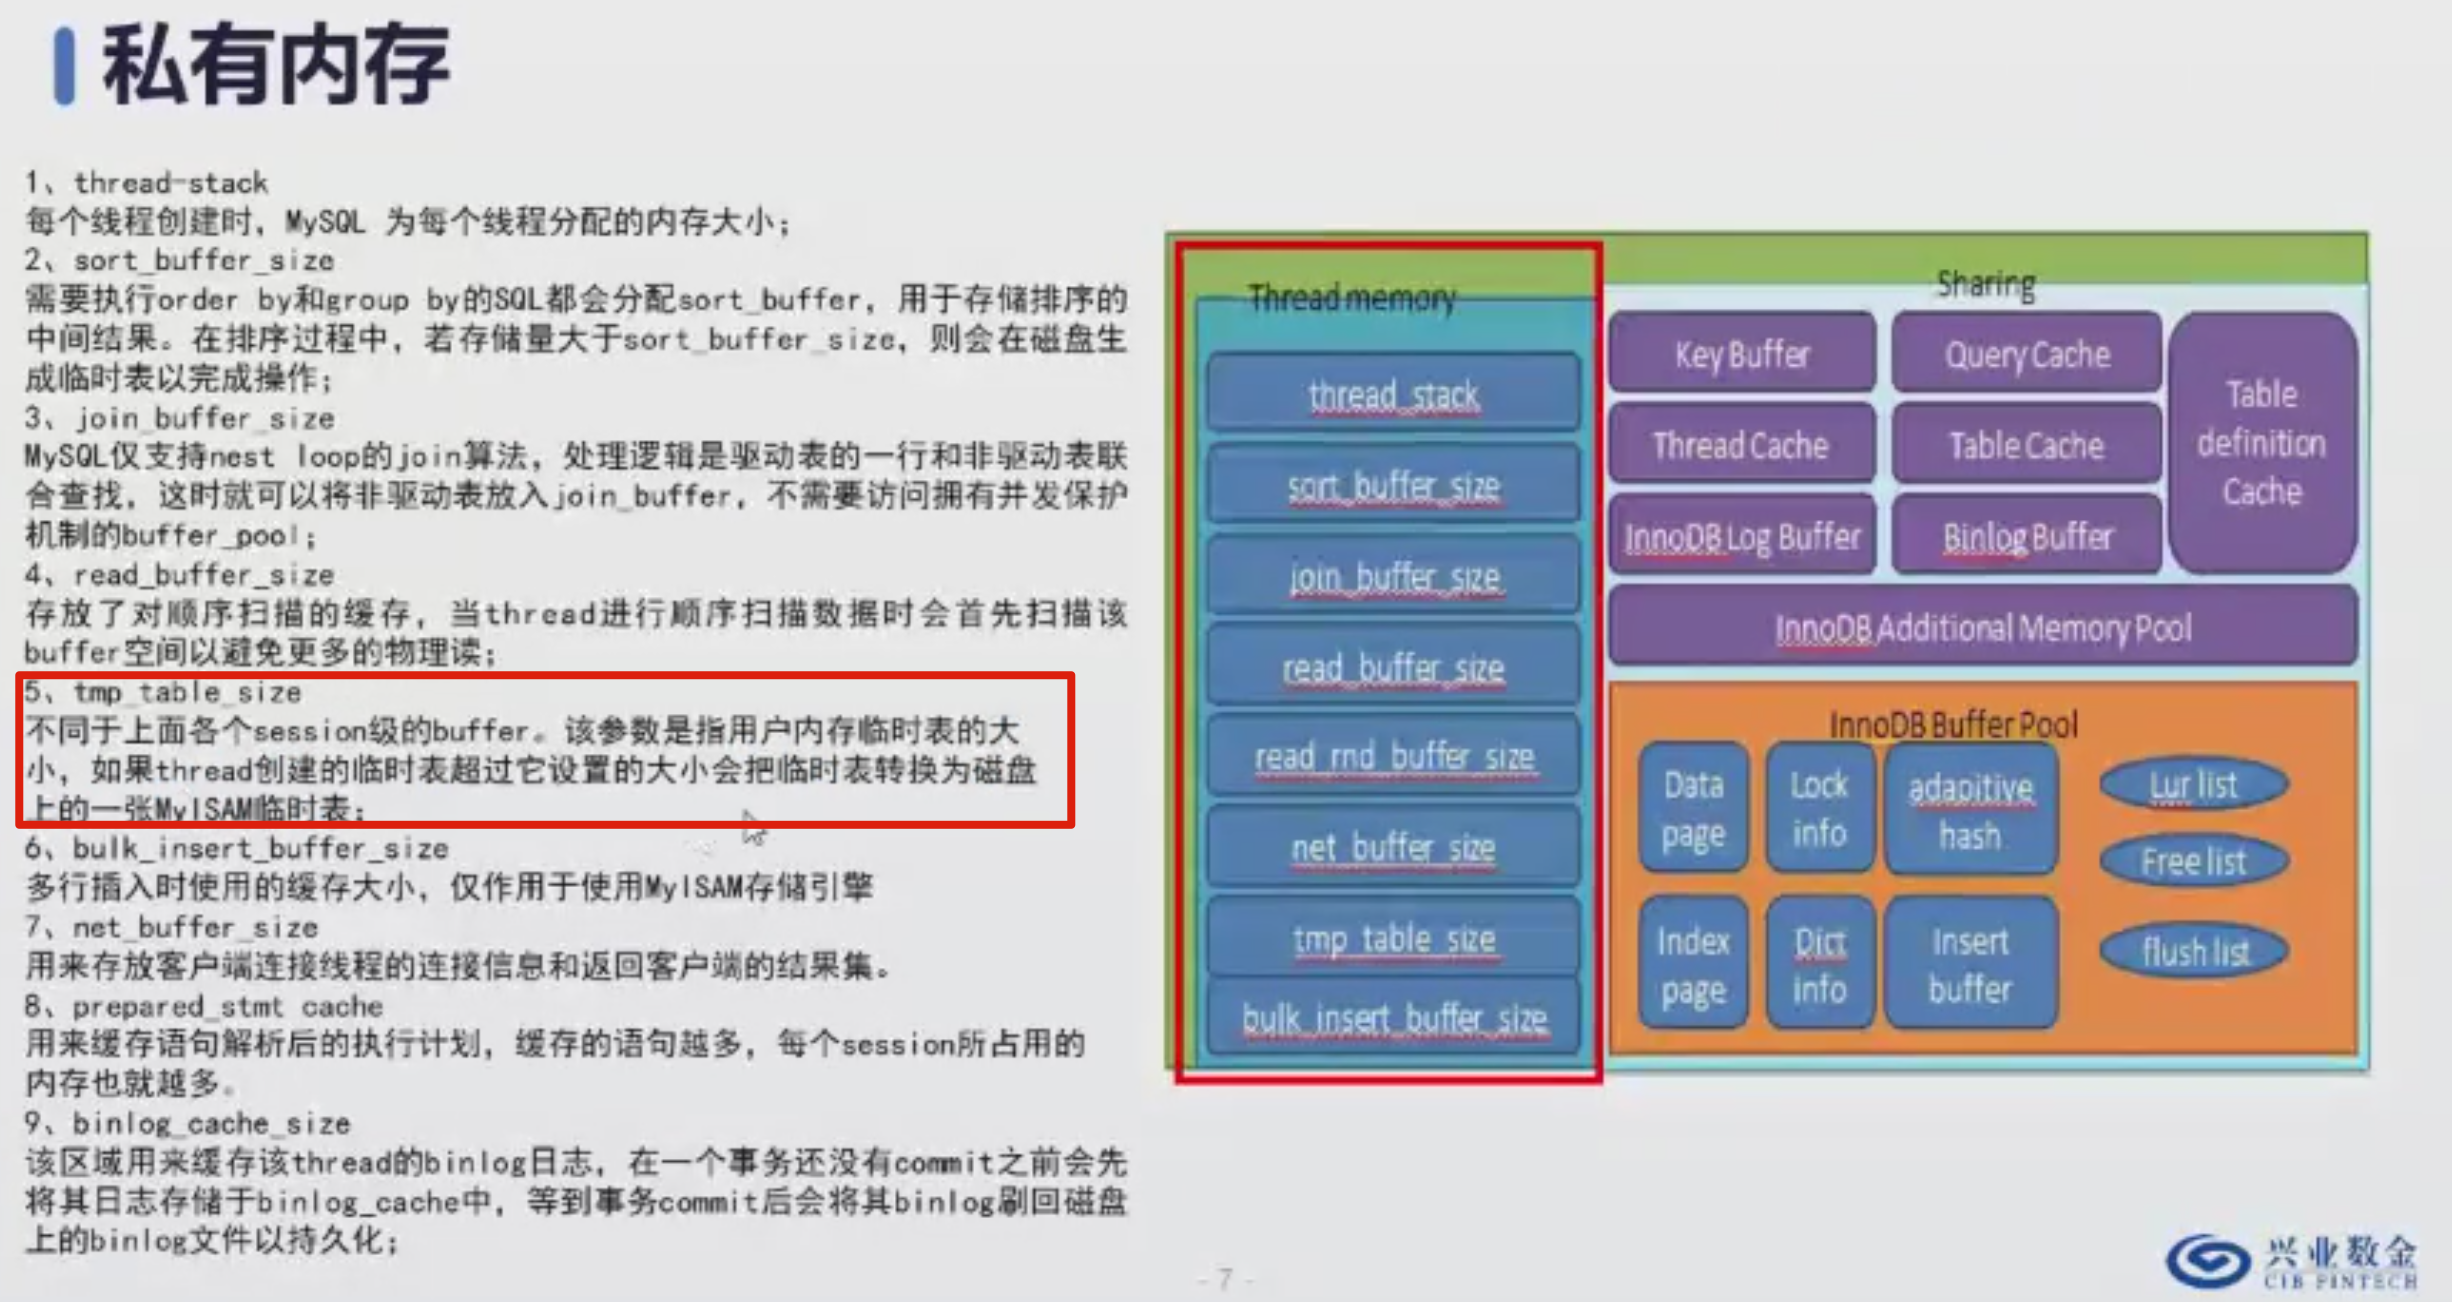 私有内存
1、thread-stack
每个线程创建时，MySQL 为每个线程分配的内存大小；
2、sort_buffer_size
需要执行order by和group by的SQL都会分配sort_buffer，用于存储排序的
中间结果。在排序过程中，若存储量大于sort_buffer_size，则会在磁盘生
成临时表以完成操作；
3、join_buffer_size
MySQL仅支持nest loop的join算法，处理逻辑是驱动表的一行和非驱动表联
合查找，这时就可以将非驱动表放入join_buffer，不需要访问拥有并发保护
机制的buffer_pool；
4、read_buffer_size
存放了对顺序扫描的缓存，当thread进行顺序扫描数据时会首先扫描该
buffer空间以避免更多的物理读；
5、tmp_table_size
不同于上面各个session级的buffer。该参数是指用户内存临时表的大
小，如果thread创建的临时表超过它设置的大小会把临时表转换为磁盘
上的一张MyISAM临时表；
6、bulk_insert_buffer_size
多行插入时使用的缓存大小，仅作用于使用MyISAM存储引擎
7、net_buffer_size
用来存放客户端连接线程的连接信息和返回客户端的结果集。
8、prepared_stmt cache
用来缓存语句解析后的执行计划，缓存的语句越多，每个session所占用的
内存也就越多。
9、binlog_cache_size
该区域用来缓存该thread的binlog日志，在一个事务还没有commit之前会先
将其日志存储于binlog_cache中，等到事务commit后会将其binlog刷回磁盘
上的binlog文件以持久化；
Thread memory
thread_stack
sort_buffer_size
join_buffer_size
read_buffer_size
read_rnd_buffer_size
net_buffer_size
tmp_table_size
bulk_insert_buffer_size
Sharing
Key Buffer
Query Cache
Thread Cache
Table Cache
InnoDB Log Buffer
Binlog Buffer
Table
definition
Cache
InnoDB Additional Memory Pool
InnoDB Buffer Pool
Data
page
Lock
info
adapitive
hash
Lur list
Free list
flush list
Index
page
Dict
info
Insert
buffer
- 7 -
兴业数金
CIB FINTECH